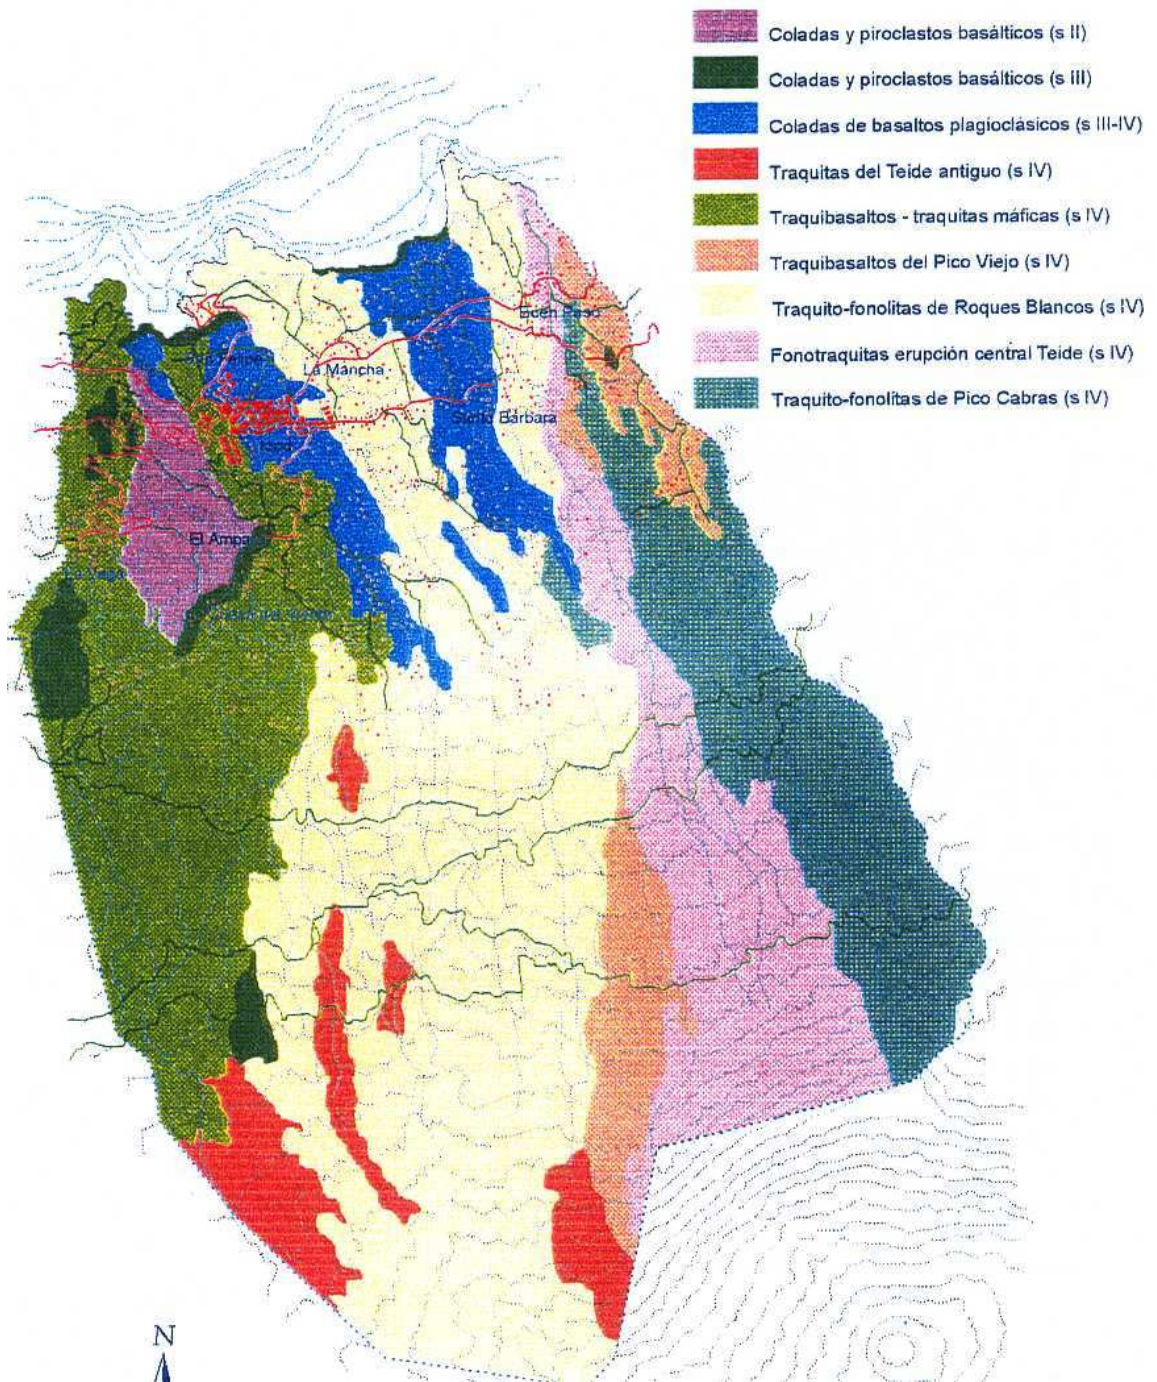 Coladas y piroclastos basálticos (s II)
Coladas y piroclastos basálticos (s III)
Coladas de basaltos plagioclásicos (s III-IV)
Traquitas del Teide antiguo (s IV)
Traquibasaltos - traquitas máficas (s IV)
Traquibasaltos del Pico Viejo (s IV)
Traquito-fonolitas de Roques Blancos (s IV)
Fonotraquitas erupción central Teide (s IV)
Traquito-fonolitas de Pico Cabras (s IV)
Buen Paso
Felipe
La Mancha
Santa Bárbara
El Ampa
N